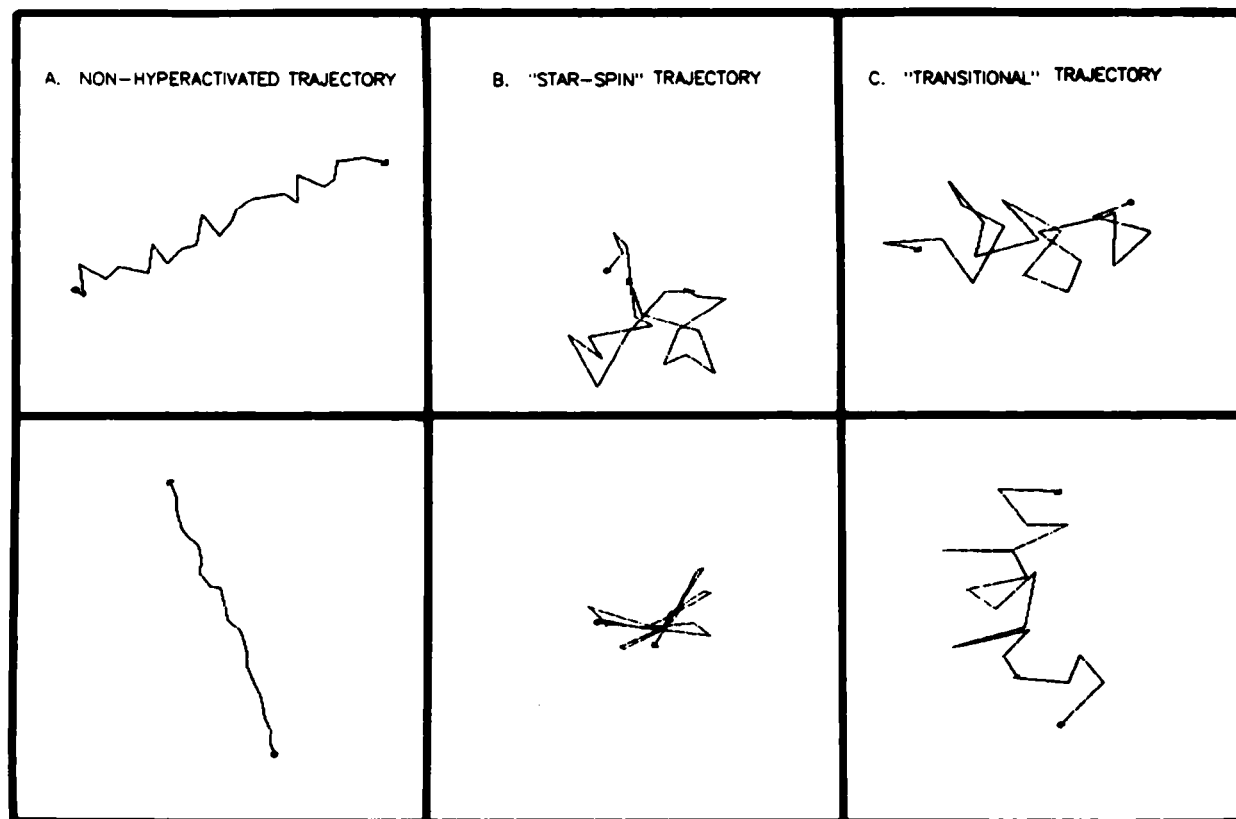 A. NON-HYPERACTIVATED TRAJECTORY
B. "STAR-SPIN" TRAJECTORY
C. "TRANSITIONAL" TRAJECTORY